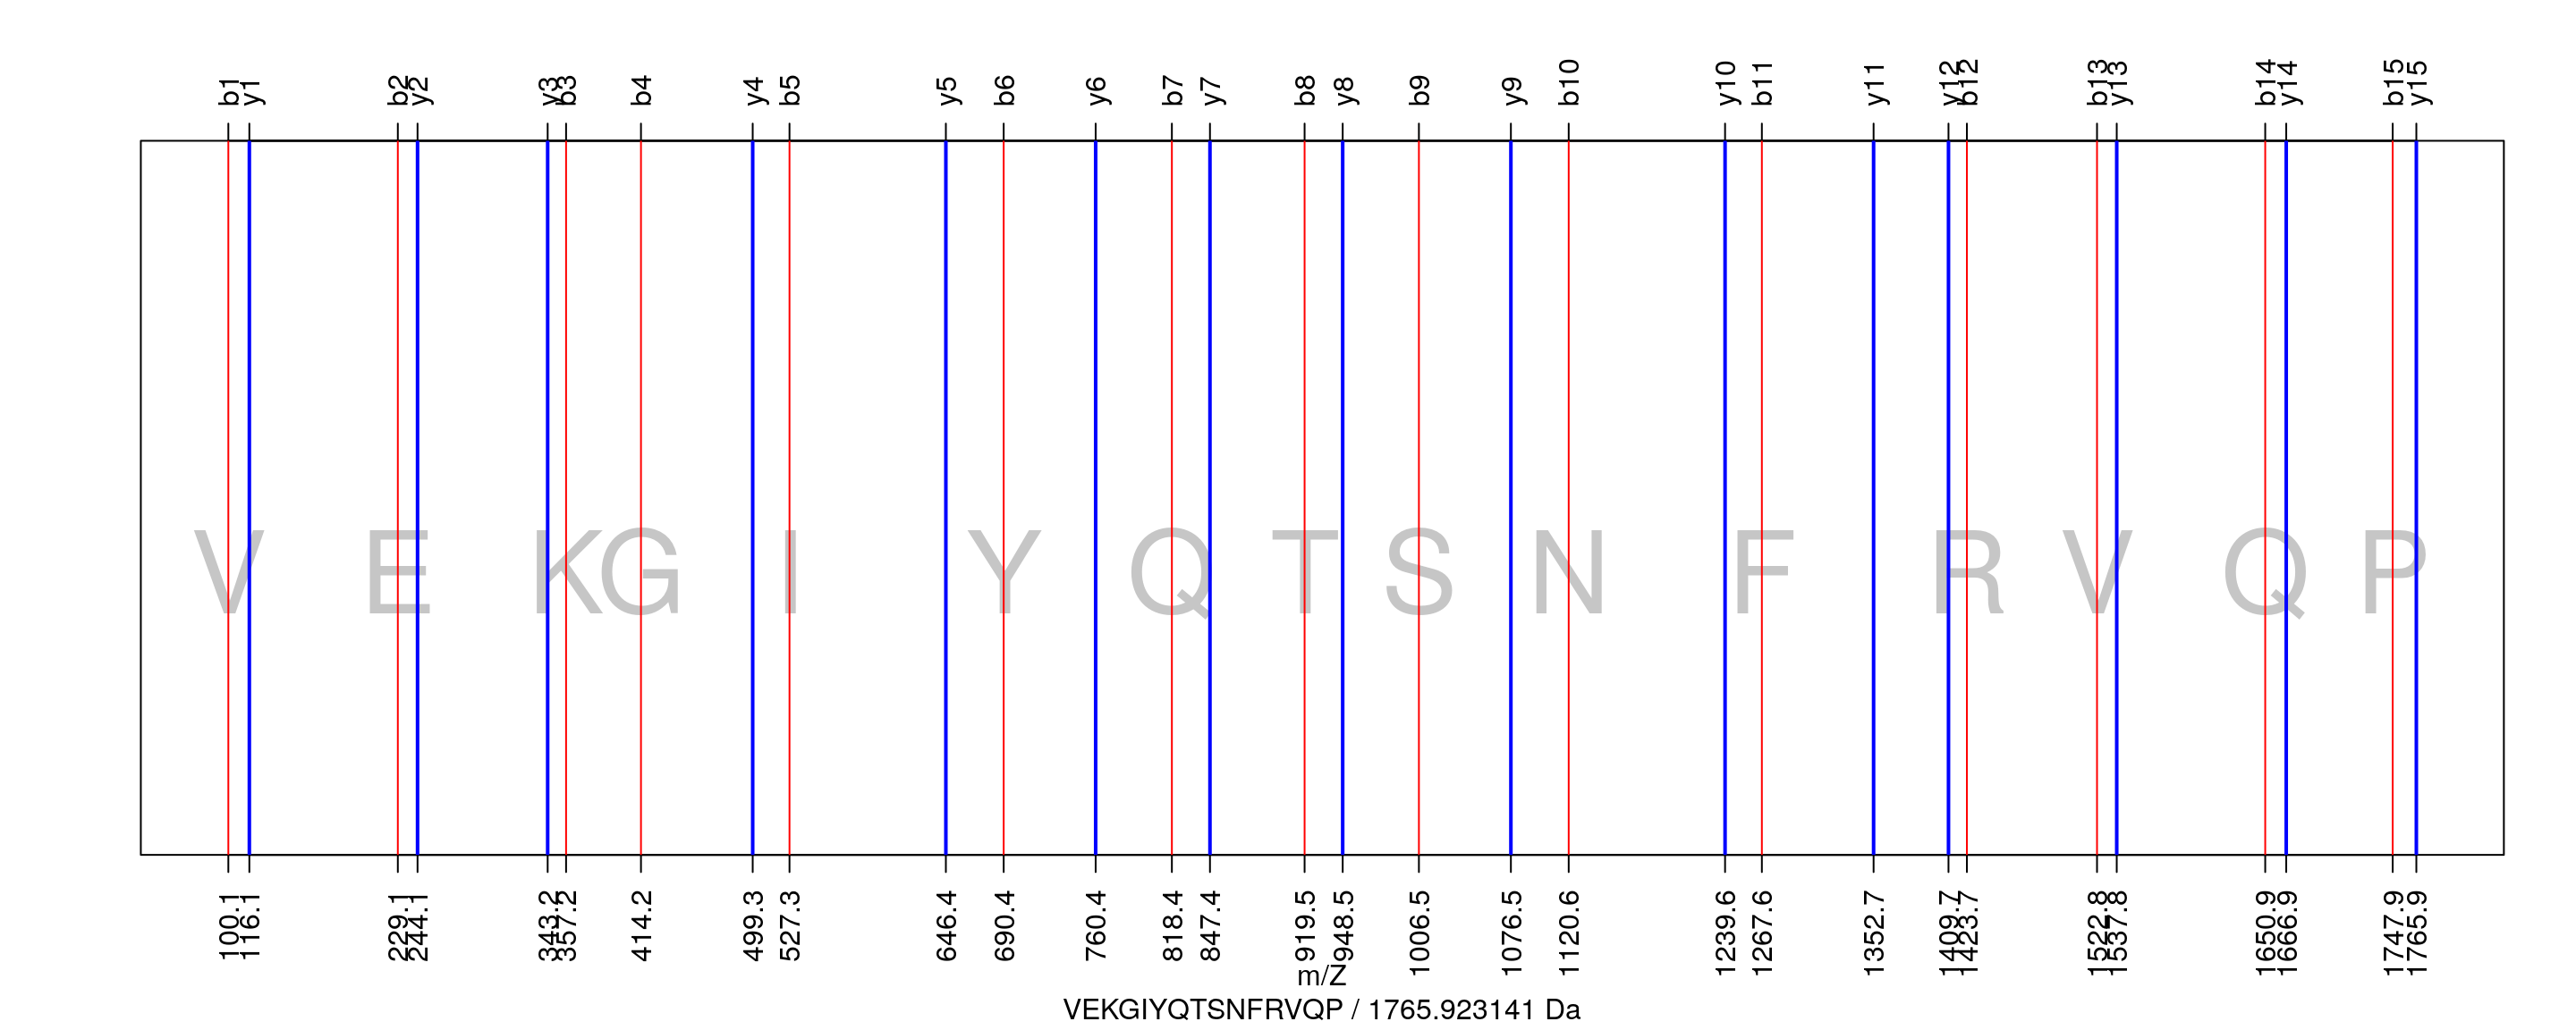 b1 y1 b2 y2 y3 b3 b4 y4 b5 y5 b6 y6 b7 y7 b8 y8 b9 y9 b10 y10 b11 y11 y12 b12 b13 y13 b14 y14 b15 y15
V E K G I Y Q T S N F R V Q P
100.1 116.1 229.1 244.1 343.2 357.2 414.2 499.3 527.3 646.4 690.4 760.4 818.4 847.4 919.5 948.5 1006.5 1076.5 1120.6 1239.6 1267.6 1352.7 1409.7 1423.7 1522.8 1537.8 1650.9 1666.9 1747.9 1765.9
m/Z
VEKGIYQTSNFRVQP / 1765.923141 Da